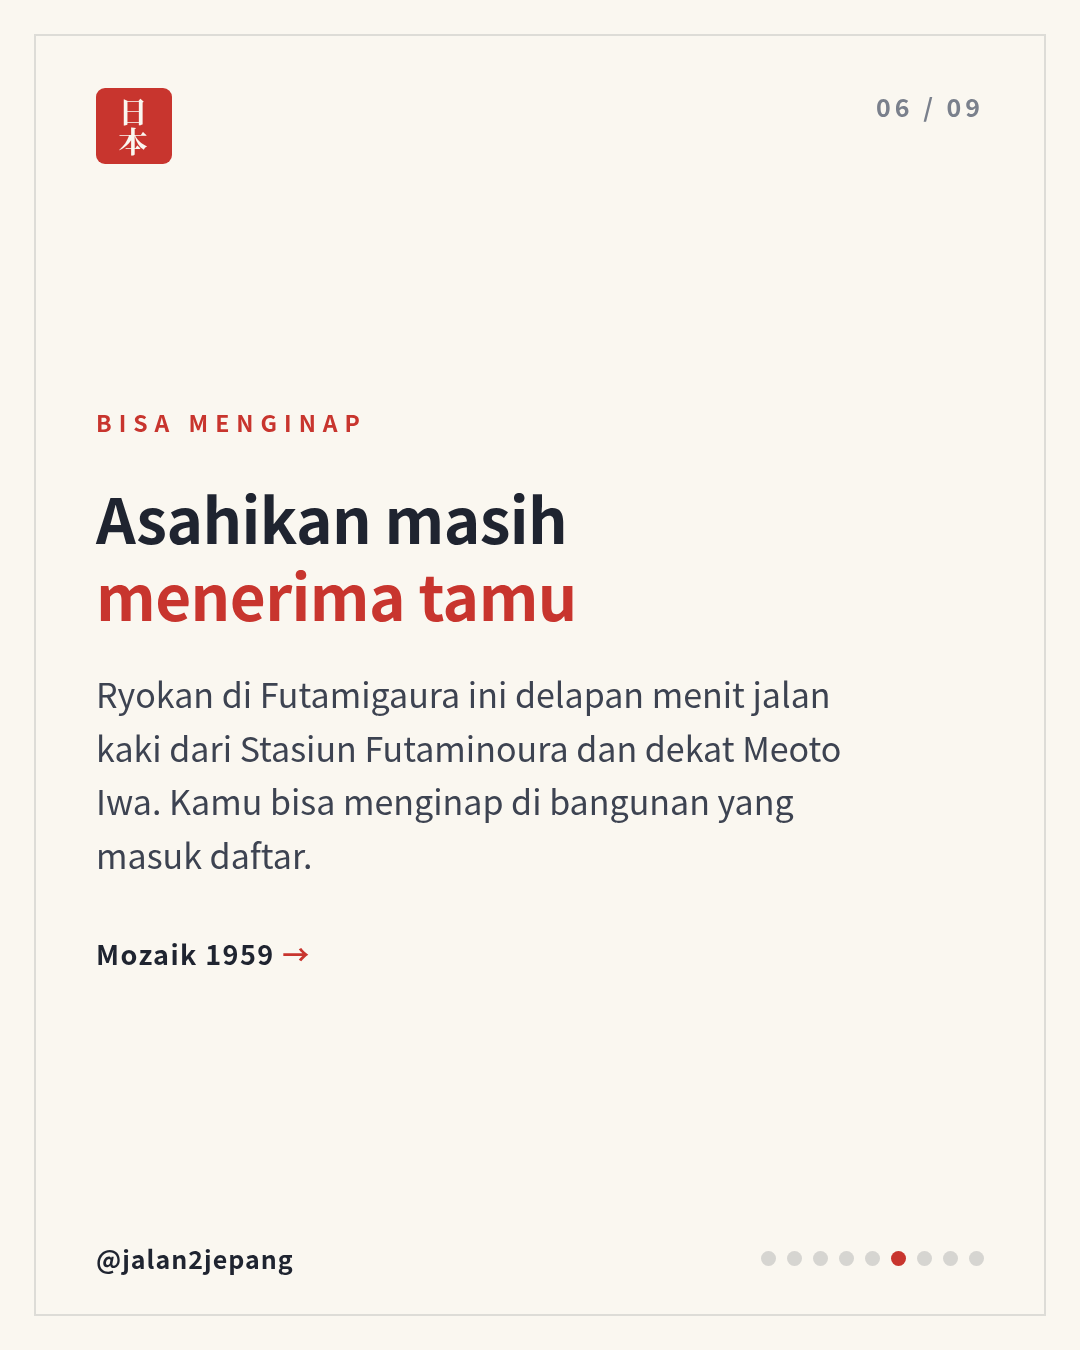 日本
06 / 09
BISA MENGINAP
Asahikan masih
menerima tamu
Ryokan di Futamigaura ini delapan menit jalan
kaki dari Stasiun Futaminoura dan dekat Meoto
Iwa. Kamu bisa menginap di bangunan yang
masuk daftar.
Mozaik 1959 →
@jalan2jepang